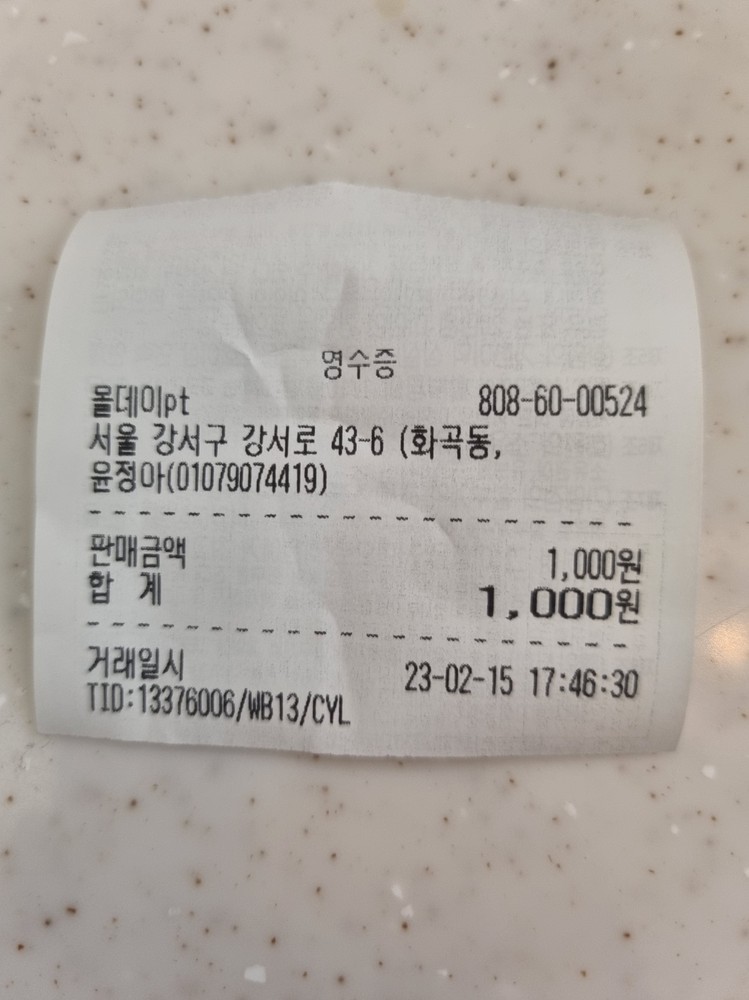 영수증
몰데이pt 808-60-00524
서울 강서구 강서로 43-6 (화곡동,
윤정아(01079074419)
판매금액 1,000원
합 계 1,000원
거래일시 23-02-15 17:46:30
TID:13376006/WB13/CYL